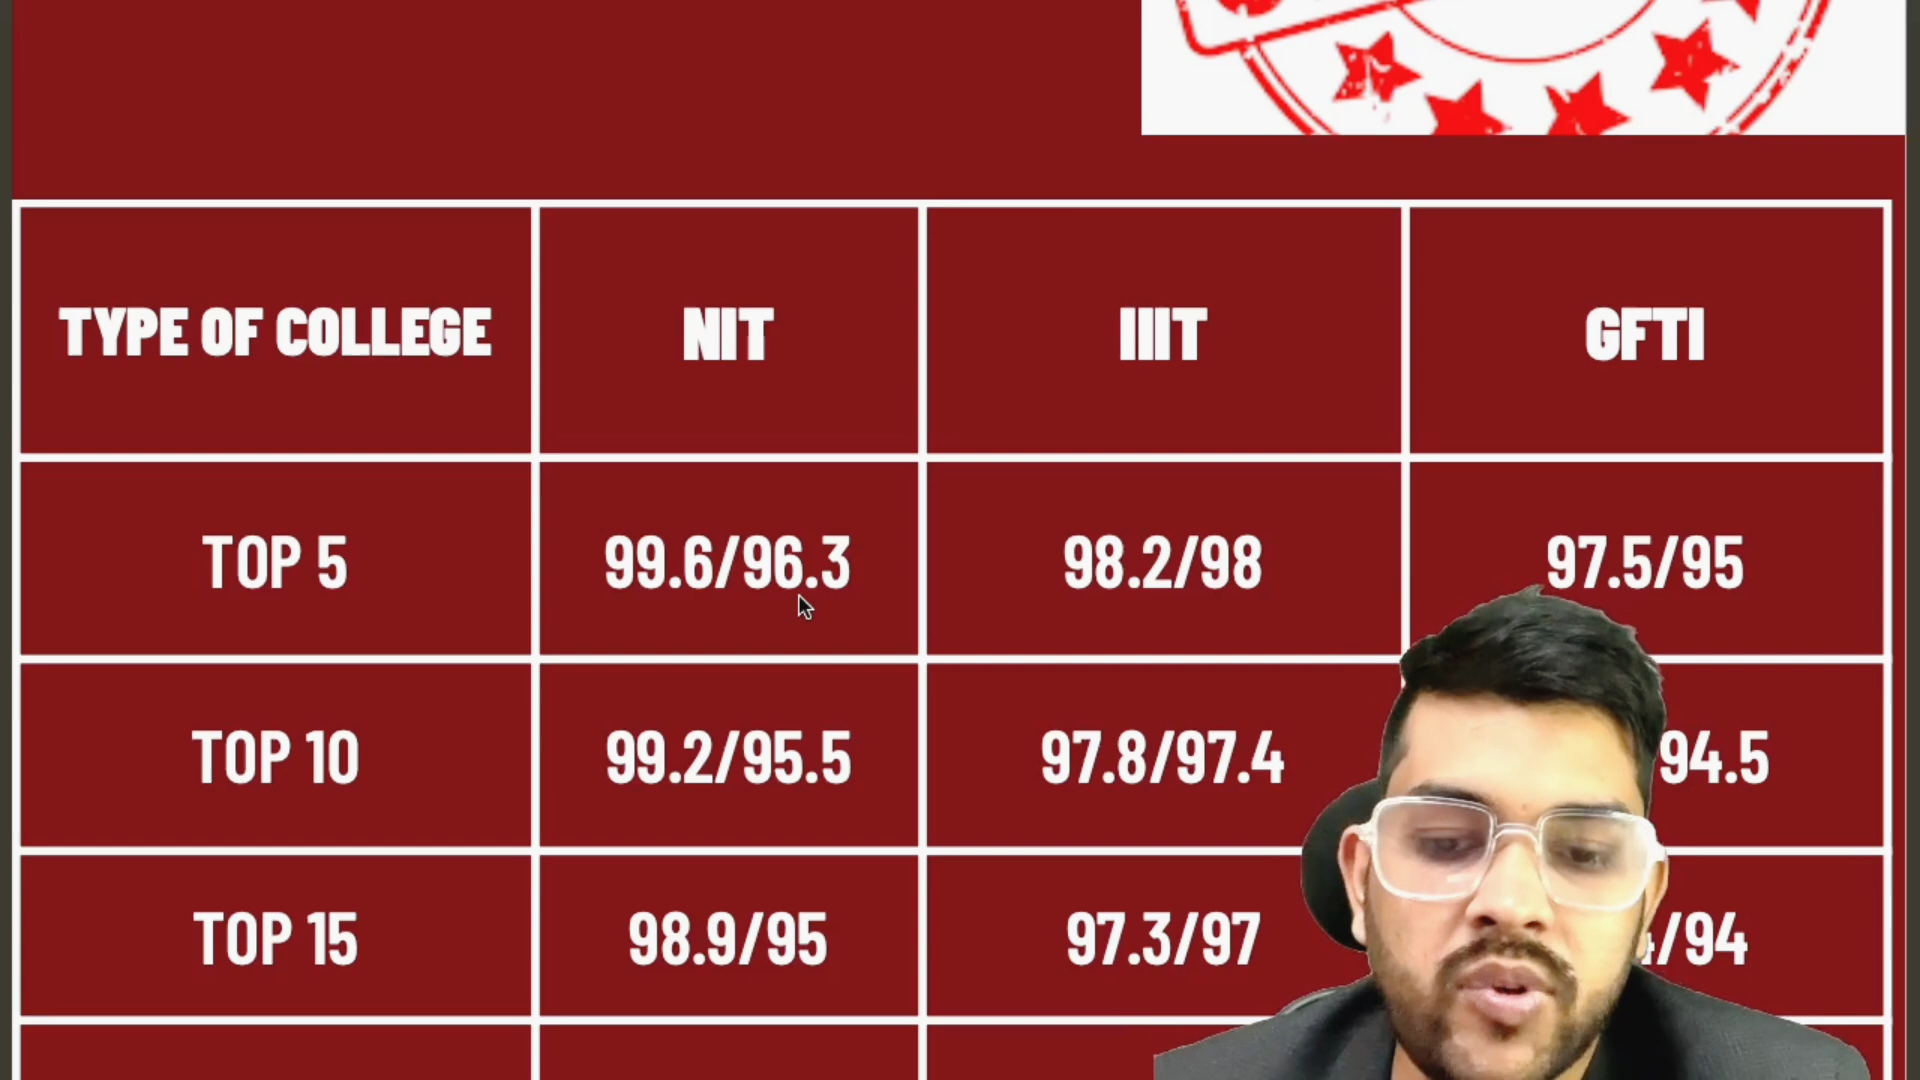 TYPE OF COLLEGE NIT IIIT GFTI
TOP 5 99.6/96.3 98.2/98 97.5/95
TOP 10 99.2/95.5 97.8/97.4 94.5
TOP 15 98.9/95 97.3/97 /94